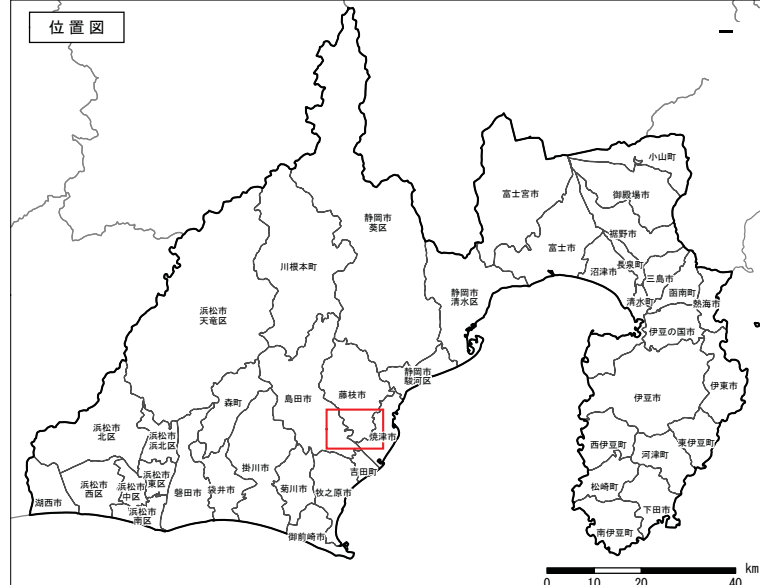 位置図
小山町
御殿場市
富士宮市
裾野市
静岡市
葵区
富士市
長泉町
沼津市
三島市
川根本町
函南町
静岡市
清水区
清水町
熱海市
浜松市
天竜区
伊豆の国市
静岡市
駿河区
伊東市
藤枝市
伊豆市
島田市
森町
浜松市
北区
浜松市
浜北区
焼津市
西伊豆町
東伊豆町
河津町
掛川市
吉田町
浜松市
東区
浜松市
西区
浜松市
中区
磐田市
袋井市
菊川市
牧之原市
松崎町
湖西市
下田市
浜松市
南区
御前崎市
南伊豆町
km
0 10 20 40